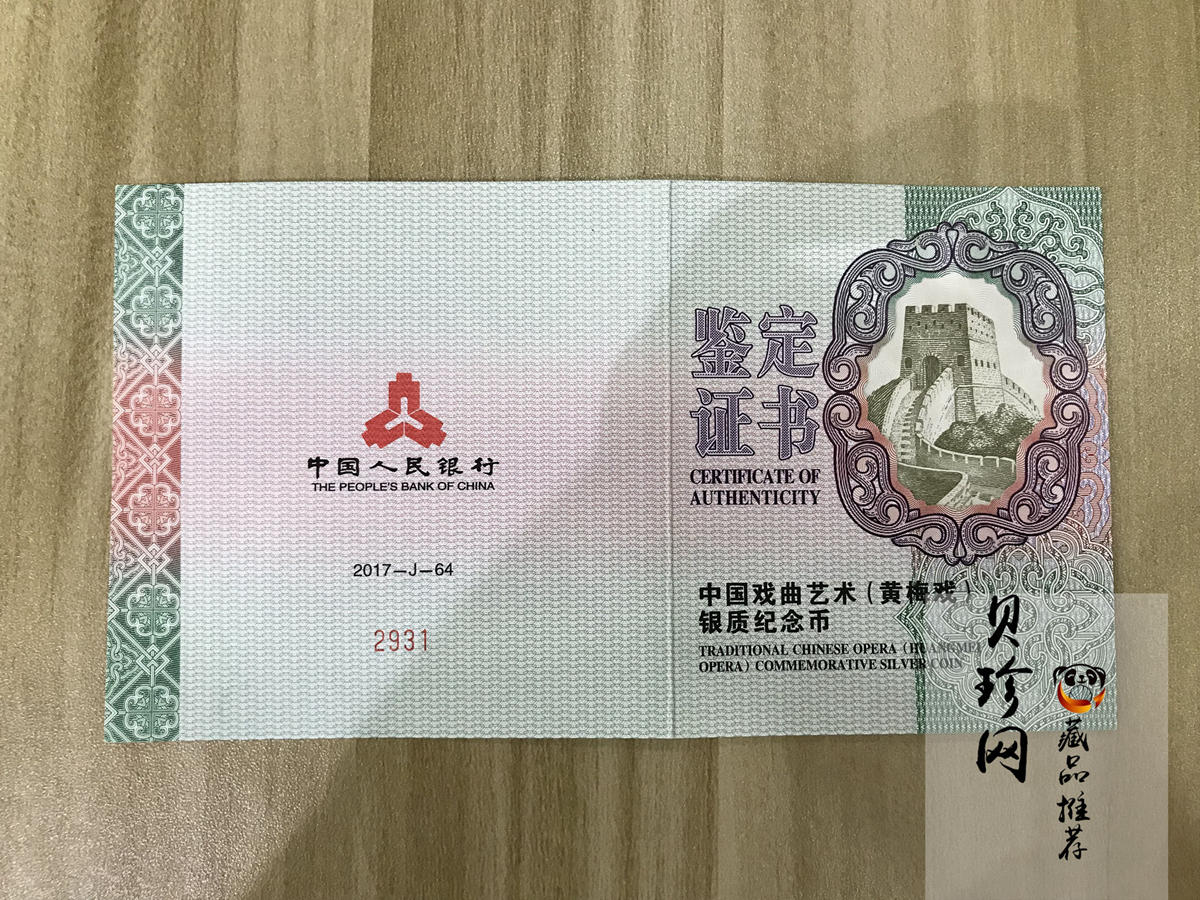 中国人民银行
THE PEOPLE'S BANK OF CHINA
2017—J—64
2931
鉴定
证书
CERTIFICATE OF
AUTHENTICITY
中国戏曲艺术（黄梅戏）
银质纪念币
TRADITIONAL CHINESE OPERA (HUANGMEI
OPERA) COMMEMORATIVE SILVER COIN
贝珍网
藏品推荐